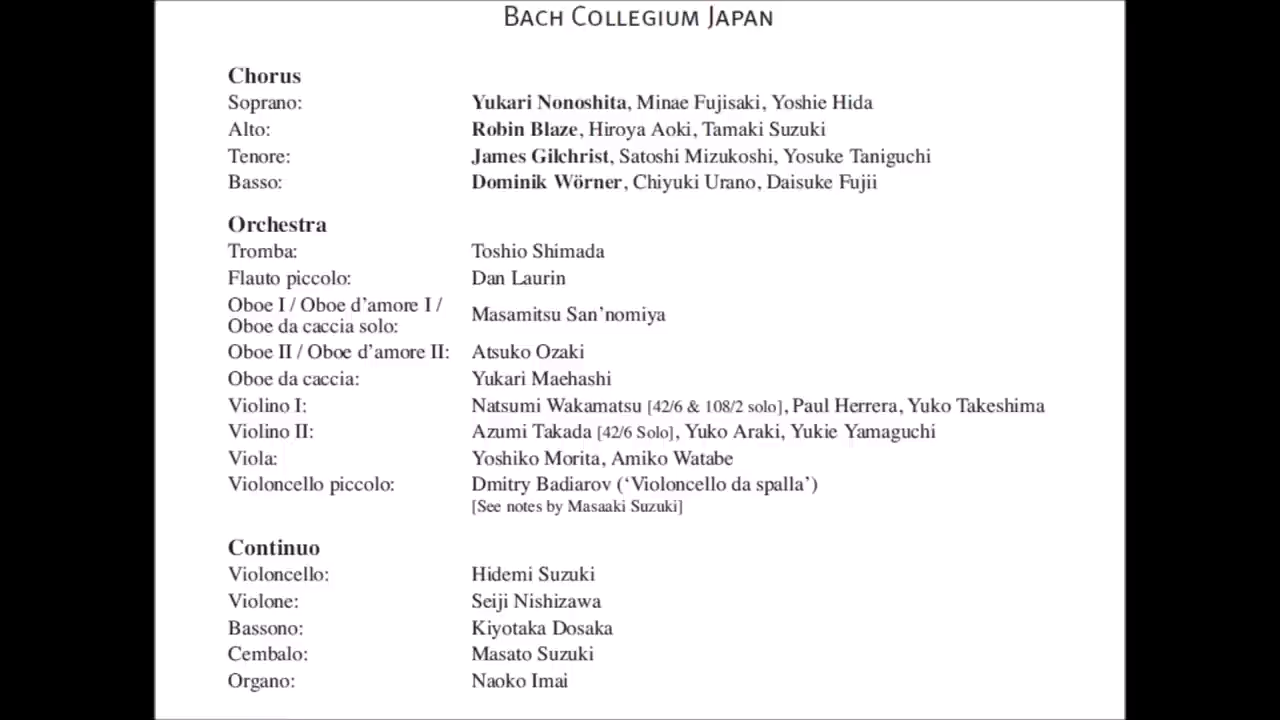 Bach Collegium Japan
Chorus
Soprano: Yukari Nonoshita, Minae Fujisaki, Yoshie Hida
Alto: Robin Blaze, Hiroya Aoki, Tamaki Suzuki
Tenore: James Gilchrist, Satoshi Mizukoshi, Yosuke Taniguchi
Basso: Dominik Wörner, Chiyuki Urano, Daisuke Fujii
Orchestra
Tromba: Toshio Shimada
Flauto piccolo: Dan Laurin
Oboe I / Oboe d’amore I /
Oboe da caccia solo: Masamitsu San’nomiya
Oboe II / Oboe d’amore II: Atsuko Ozaki
Oboe da caccia: Yukari Maehashi
Violino I: Natsumi Wakamatsu [42/6 & 108/2 solo], Paul Herrera, Yuko Takeshima
Violino II: Azumi Takada [42/6 Solo], Yuko Araki, Yukie Yamaguchi
Viola: Yoshiko Morita, Amiko Watabe
Violoncello piccolo: Dmitry Badiarov (‘Violoncello da spalla’)
[See notes by Masaaki Suzuki]
Continuo
Violoncello: Hidemi Suzuki
Violone: Seiji Nishizawa
Bassono: Kiyotaka Dosaka
Cembalo: Masato Suzuki
Organo: Naoko Imai